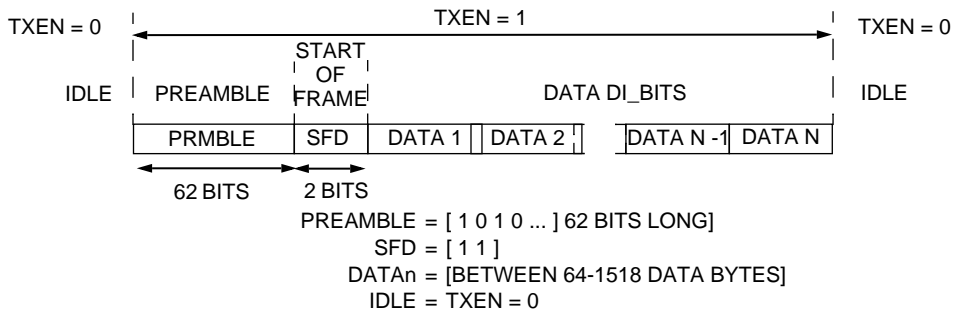 TXEN = 0 TXEN = 1 TXEN = 0
IDLE PREAMBLE START OF FRAME DATA DI_BITS IDLE
PRMBLE SFD DATA 1 DATA 2 DATA N -1 DATA N
62 BITS 2 BITS
PREAMBLE = [ 1 0 1 0 ... ] 62 BITS LONG]
SFD = [ 1 1 ]
DATAn = [BETWEEN 64-1518 DATA BYTES]
IDLE = TXEN = 0